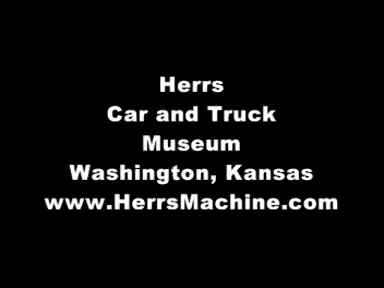 Herrs
Car and Truck
Museum
Washington, Kansas
www.HerrsMachine.com